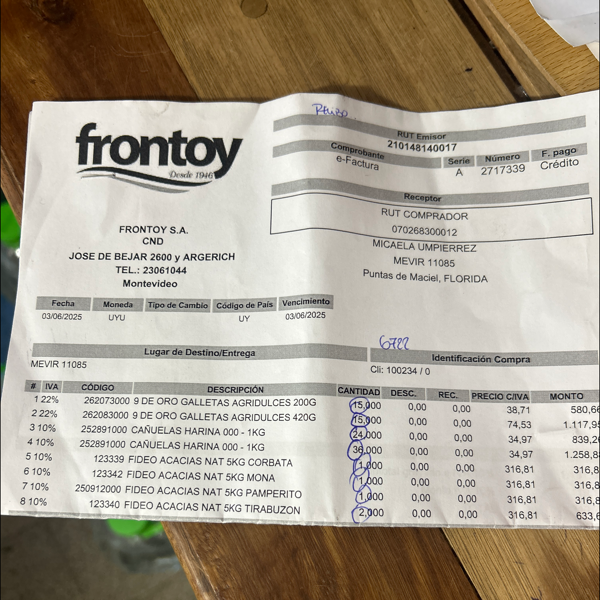 frontoy
Desde 1946
RUT Emisor
210148140017
Comprobante Serie Número F. pago
e-Factura A 2717339 Crédito
Receptor
RUT COMPRADOR
070268300012
MICAELA UMPIERREZ
MEVIR 11085
Puntas de Maciel, FLORIDA
FRONTOY S.A.
CND
JOSE DE BEJAR 2600 y ARGERICH
TEL.: 23061044
Montevideo
Fecha Moneda Tipo de Cambio Código de País Vencimiento
03/06/2025 UYU UY 03/06/2025
Lugar de Destino/Entrega
MEVIR 11085
6722
Identificación Compra
Cli: 100234 / 0
# IVA CÓDIGO DESCRIPCIÓN CANTIDAD DESC. REC. PRECIO C/IVA MONTO
1 22% 262073000 9 DE ORO GALLETAS AGRIDULCES 200G 15,000 0,00 0,00 38,71 580,66
2 22% 262083000 9 DE ORO GALLETAS AGRIDULCES 420G 15,000 0,00 0,00 74,53 1.117,95
3 10% 252891000 CAÑUELAS HARINA 000 - 1KG 24,000 0,00 0,00 34,97 839,26
4 10% 252891000 CAÑUELAS HARINA 000 - 1KG 36,000 0,00 0,00 34,97 1.258,8
5 10% 123339 FIDEO ACACIAS NAT 5KG CORBATA 1,000 0,00 0,00 316,81 316,8
6 10% 123342 FIDEO ACACIAS NAT 5KG MONA 1,000 0,00 0,00 316,81 316,8
7 10% 250912000 FIDEO ACACIAS NAT 5KG PAMPERITO 1,000 0,00 0,00 316,81 316,8
8 10% 123340 FIDEO ACACIAS NAT 5KG TIRABUZON 2,000 0,00 0,00 316,81 633,6